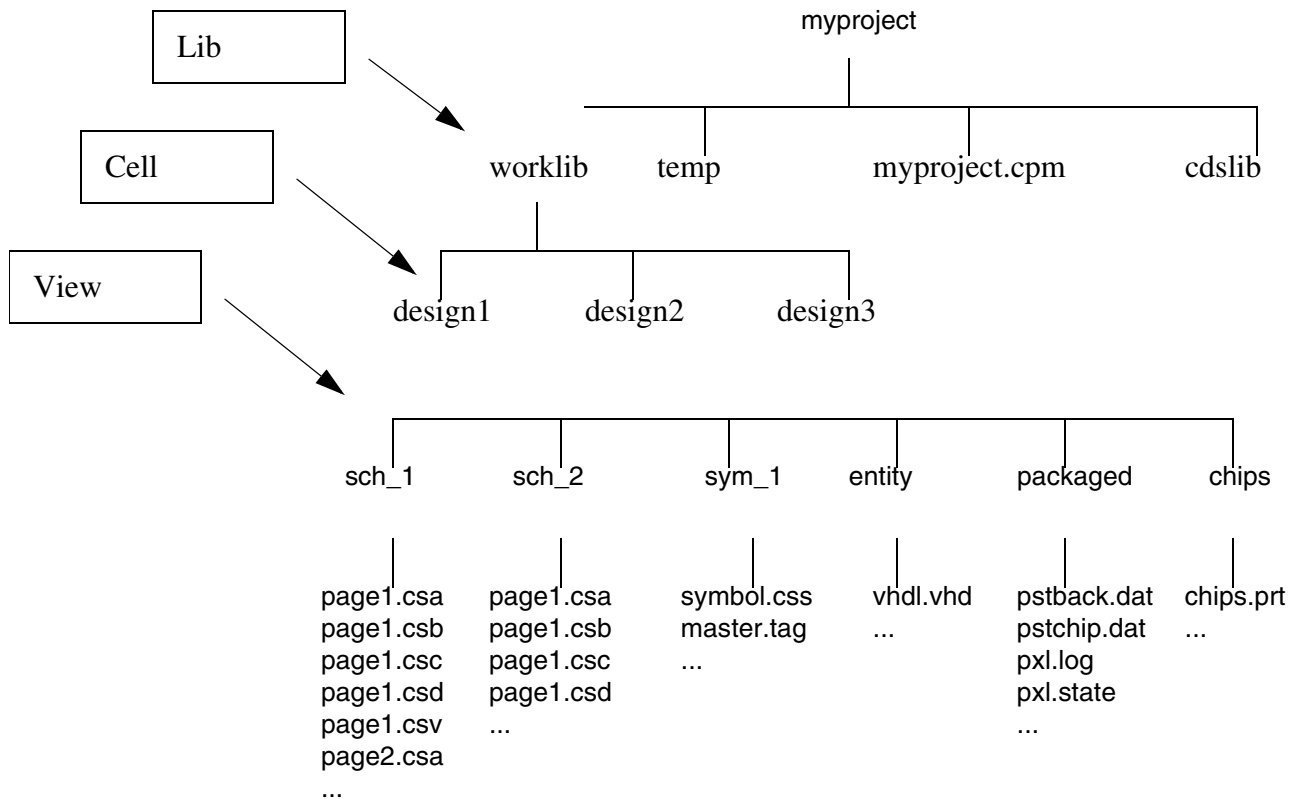 myproject
Lib
Cell
worklib temp myproject.cpm cdslib
View
design1 design2 design3
sch_1 sch_2 sym_1 entity packaged chips
page1.csa page1.csa symbol.css vhdl.vhd pstback.dat chips.prt
page1.csb page1.csb master.tag ... pstchip.dat ...
page1.csc page1.csc ... pxl.log
page1.csd page1.csd pxl.state
page1.csv ... ...
page2.csa
...